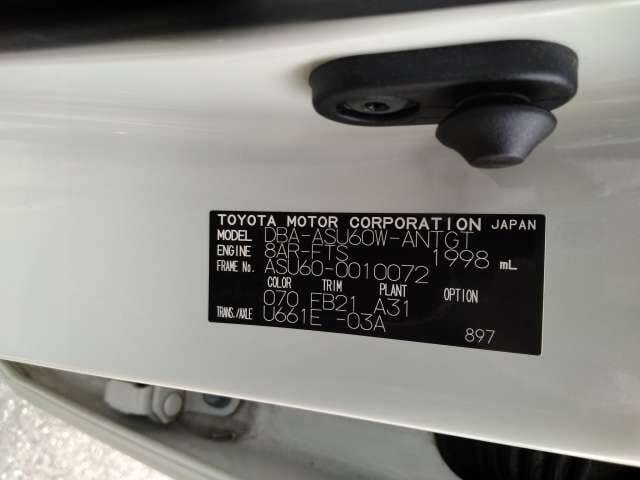 TOYOTA MOTOR CORPORATION JAPAN
MODEL DBA-ASU60W-ANTGT
ENGINE 8AR-FTS 1998 mL
FRAME No. ASU60-0010072
COLOR TRIM PLANT OPTION
070 FB21 A31
TRANS./AXLE U661E -03A
897